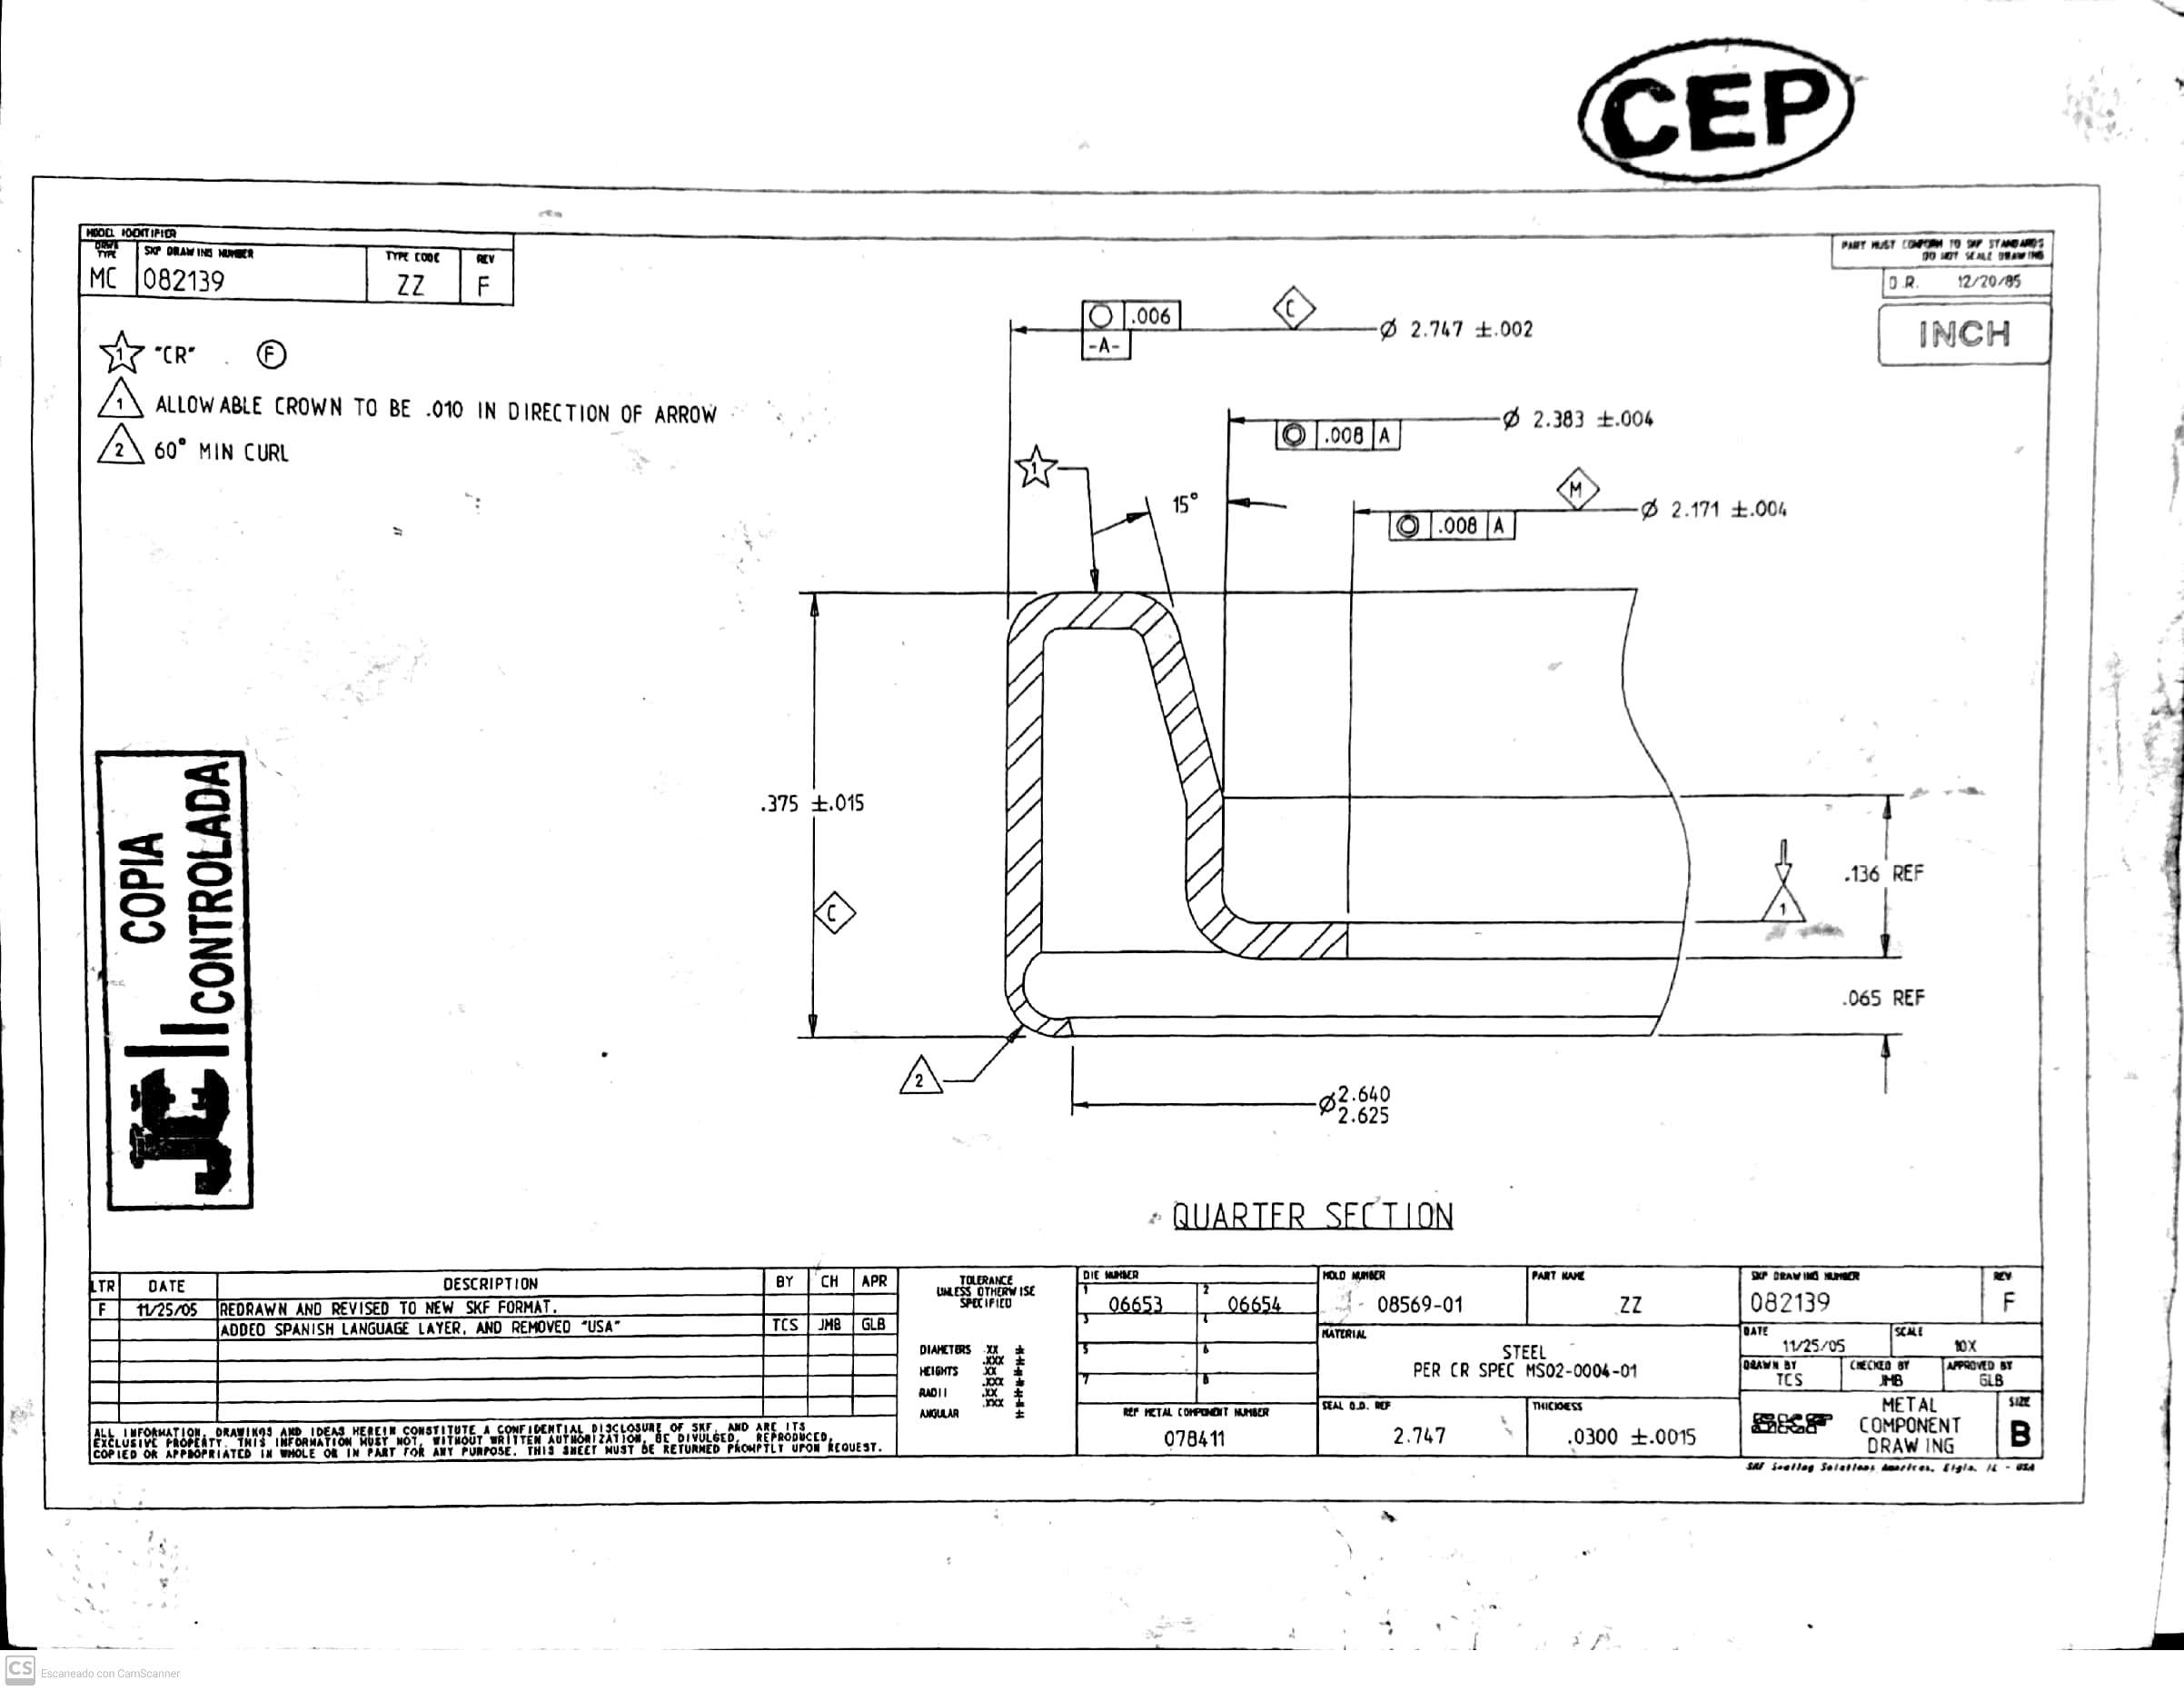 CEP
MODEL IDENTIFIER
DRWG TYPE
SKF DRAWING NUMBER
TYPE CODE
REV
MC
082139
ZZ
F
PART MUST CONFORM TO SKF STANDARDS
DO NOT SCALE DRAWING
O.R. 12/20/85
INCH
1 "CR" F
1 ALLOWABLE CROWN TO BE .010 IN DIRECTION OF ARROW
2 60° MIN CURL
.006
-A-
C
Ø 2.747 ±.002
.008 A
Ø 2.383 ±.004
1
15°
M
.008 A
Ø 2.171 ±.004
.375 ±.015
C
.136 REF
1
.065 REF
2
Ø2.640
2.625
COPIA
CONTROLADA
QUARTER SECTION
LTR DATE DESCRIPTION BY CH APR
F 11/25/05 REDRAWN AND REVISED TO NEW SKF FORMAT.
ADDED SPANISH LANGUAGE LAYER, AND REMOVED "USA" TCS JMB GLB
ALL INFORMATION, DRAWINGS AND IDEAS HEREIN CONSTITUTE A CONFIDENTIAL DISCLOSURE OF SKF, AND ARE ITS
EXCLUSIVE PROPERTY. THIS INFORMATION MUST NOT, WITHOUT WRITTEN AUTHORIZATION, BE DIVULGED, REPRODUCED,
COPIED OR APPROPRIATED IN WHOLE OR IN PART FOR ANY PURPOSE. THIS SHEET MUST BE RETURNED PROMPTLY UPON REQUEST.
TOLERANCE
UNLESS OTHERWISE
SPECIFIED
DIAMETERS .XX ±
.XXX ±
HEIGHTS .XX ±
.XXX ±
RADII .XX ±
.XXX ±
ANGULAR ±
DIE NUMBER
1 06653 2 06654
3 4
5 6
7 8
REF METAL COMPONENT NUMBER
078411
MOLD NUMBER
08569-01
PART NAME
ZZ
MATERIAL
STEEL
PER CR SPEC MS02-0004-01
SEAL O.D. REF
2.747
THICKNESS
.0300 ±.0015
SKF DRAWING NUMBER
082139
REV
F
DATE
11/25/05
SCALE
10X
DRAWN BY
TCS
CHECKED BY
JMB
APPROVED BY
GLB
SKF
METAL
COMPONENT
DRAWING
SIZE
B
SKF Sealing Solutions Americas, Elgin, IL - USA
CS Escaneado con CamScanner